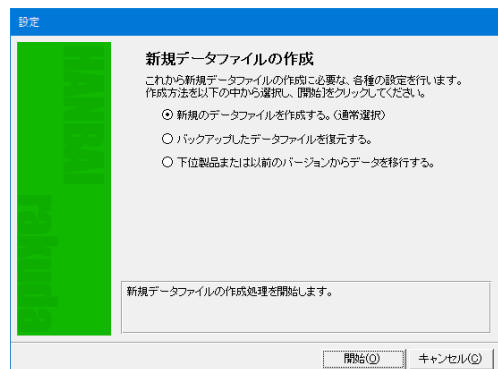 設定
HANBAI
rakuda
新規データファイルの作成
これから新規データファイルの作成に必要な、各種の設定を行います。
作成方法を以下の中から選択し、[開始]をクリックしてください。
新規のデータファイルを作成する。(通常選択)
バックアップしたデータファイルを復元する。
下位製品または以前のバージョンからデータを移行する。
新規データファイルの作成処理を開始します。
開始(O)
キャンセル(C)